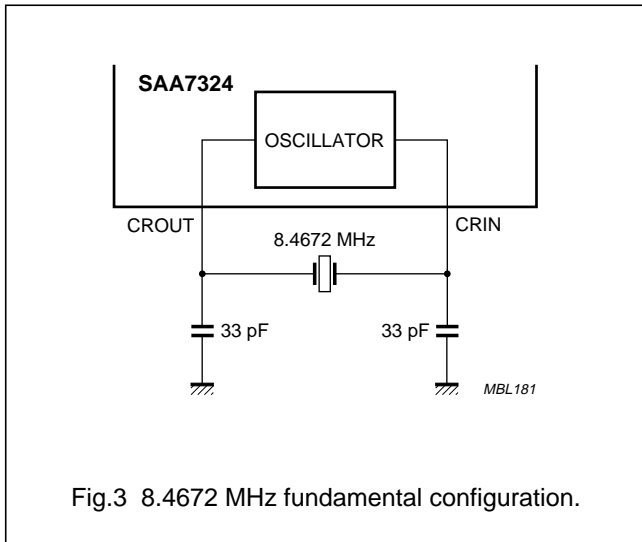 SAA7324
OSCILLATOR
CROUT
CRIN
8.4672 MHz
33 pF
33 pF
MBL181
Fig.3 8.4672 MHz fundamental configuration.